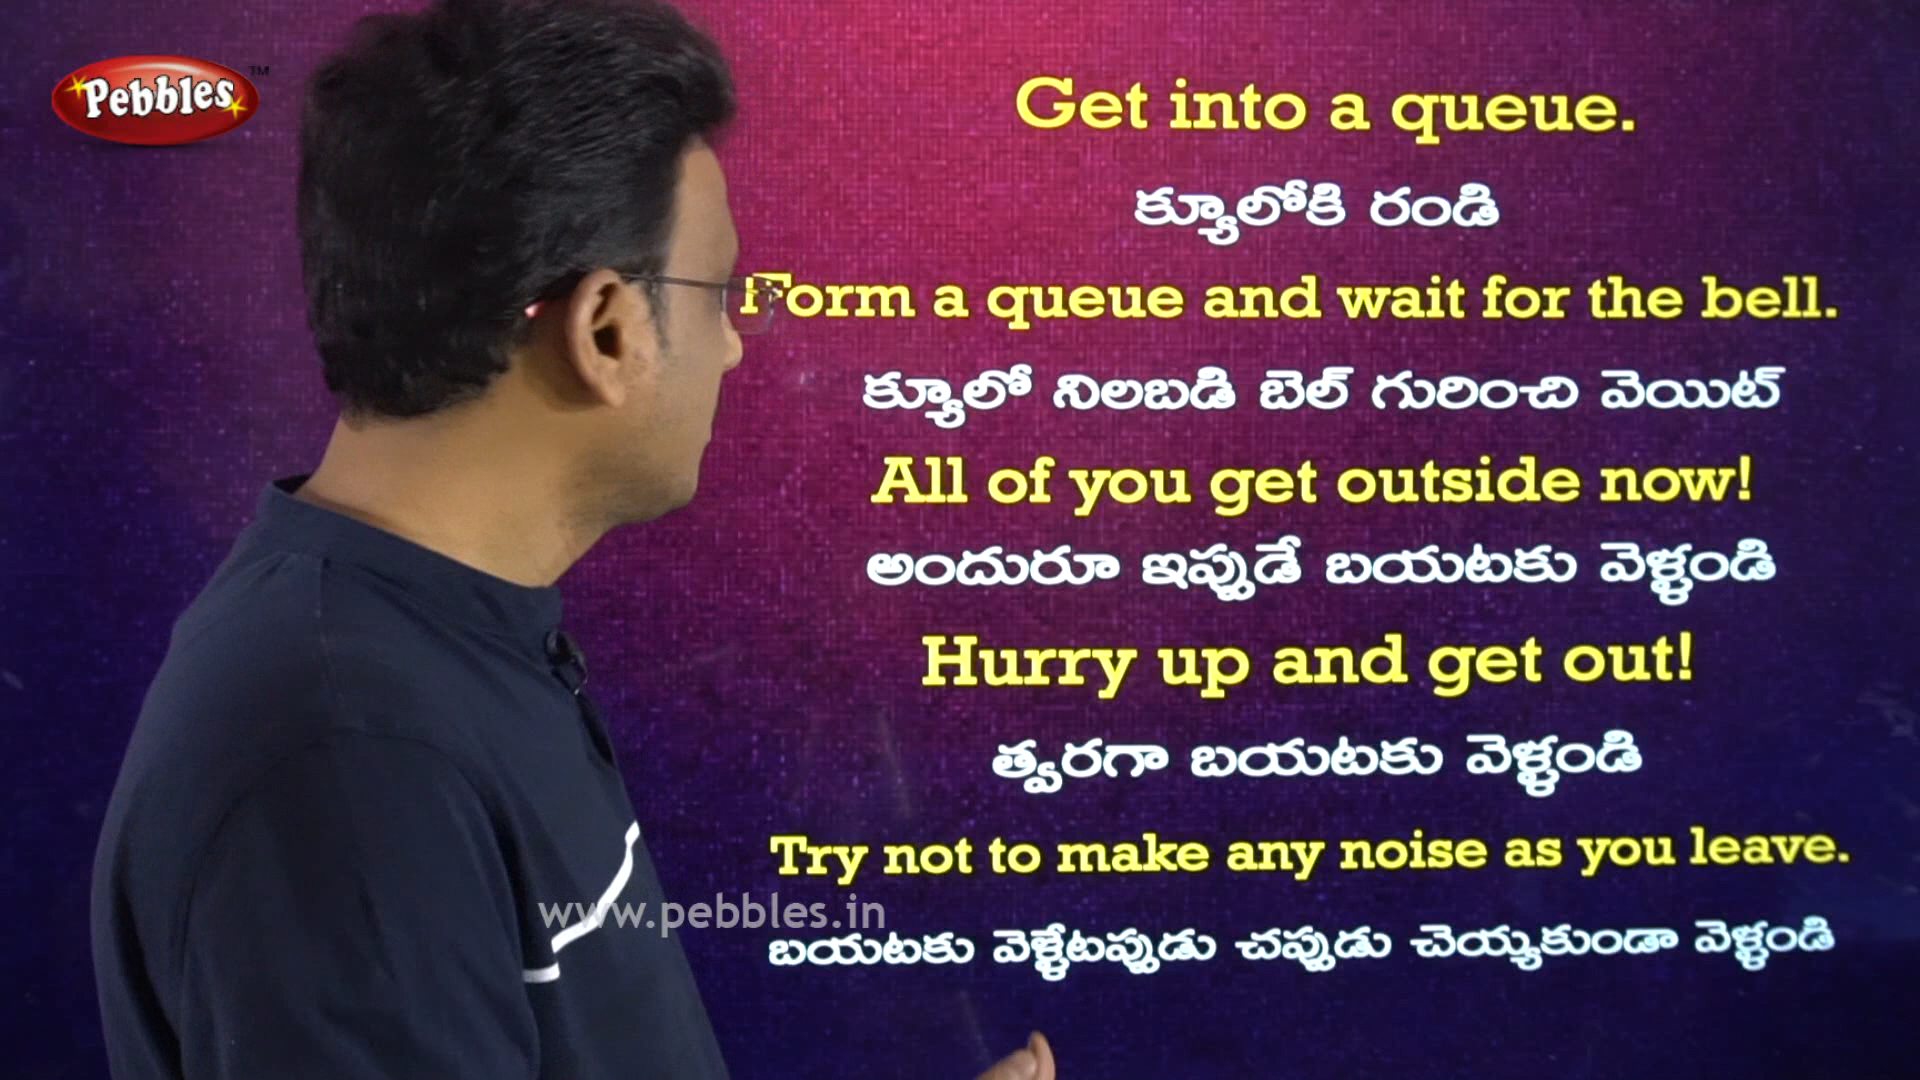 Pebbles™
Get into a queue.
క్యూలోకి రండి
Form a queue and wait for the bell.
క్యూలో నిలబడి బెల్ గురించి వెయిట్
All of you get outside now!
అందురూ ఇప్పుడే బయటకు వెళ్ళండి
Hurry up and get out!
త్వరగా బయటకు వెళ్ళండి
Try not to make any noise as you leave.
www.pebbles.in
బయటకు వెళ్ళేటప్పుడు చప్పుడు చెయ్యకుండా వెళ్ళండి